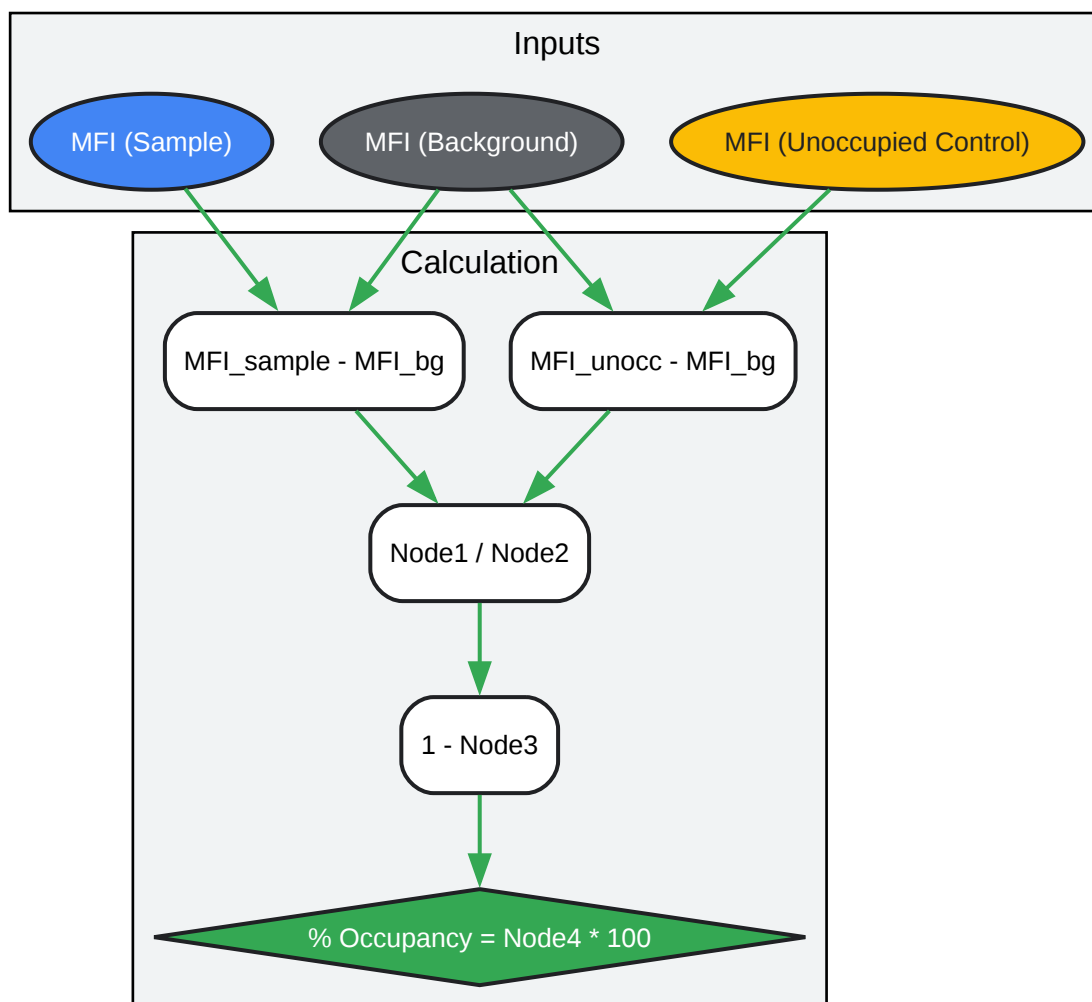 Inputs
MFI (Sample)
MFI (Background)
MFI (Unoccupied Control)
Calculation
MFI_sample - MFI_bg
MFI_unocc - MFI_bg
Node1 / Node2
1 - Node3
% Occupancy = Node4 * 100